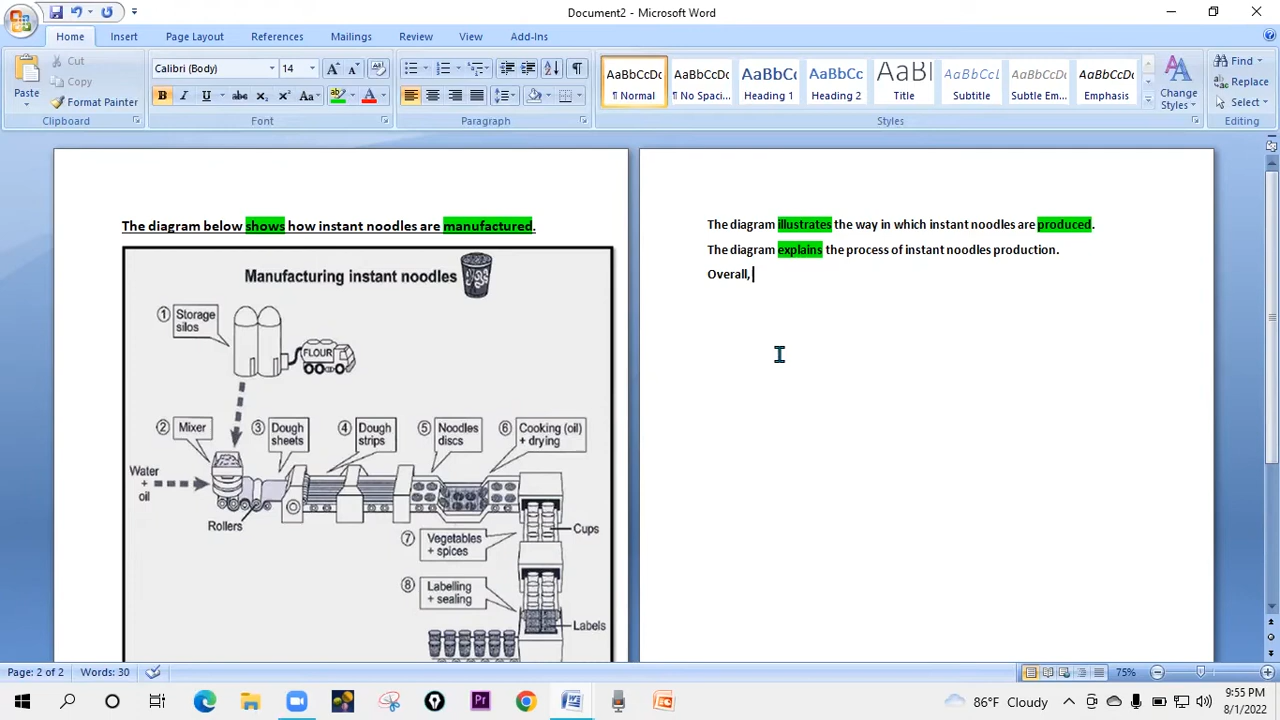 Document2 - Microsoft Word
Home Insert Page Layout References Mailings Review View Add-Ins
Paste
Cut
Copy
Format Painter
Clipboard
Calibri (Body) 14
B I U abc X₂ X² Aa
Font
Paragraph
AaBbCcDc AaBbCcDc AaBbCc AaBbCc AaBl AaBbCcL AaBbCcDc AaBbCcDc
¶ Normal ¶ No Spaci... Heading 1 Heading 2 Title Subtitle Subtle Em... Emphasis
Change
Styles
Styles
Find
Replace
Select
Editing
The diagram below shows how instant noodles are manufactured.
Manufacturing instant noodles
① Storage
silos
FLOUR
② Mixer
③ Dough
sheets
④ Dough
strips
⑤ Noodles
discs
⑥ Cooking (oil)
+ drying
Water
+
oil
Rollers
⑦ Vegetables
+ spices
Cups
⑧ Labelling
+ sealing
Labels
The diagram illustrates the way in which instant noodles are produced.
The diagram explains the process of instant noodles production.
Overall,
Page: 2 of 2 Words: 30 75%
86°F Cloudy
9:55 PM
8/1/2022
Pr